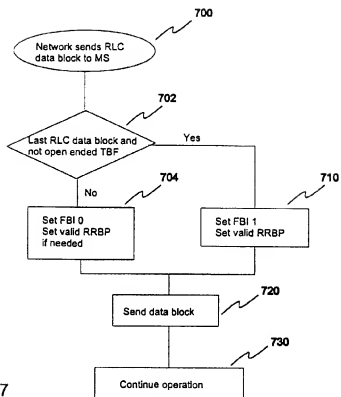 700
Network sends RLC
data block to MS
702
Last RLC data block and
not open ended TBF
Yes
No
704
710
Set FBI 0
Set valid RRBP
if needed
Set FBI 1
Set valid RRBP
720
Send data block
730
Continue operation
7